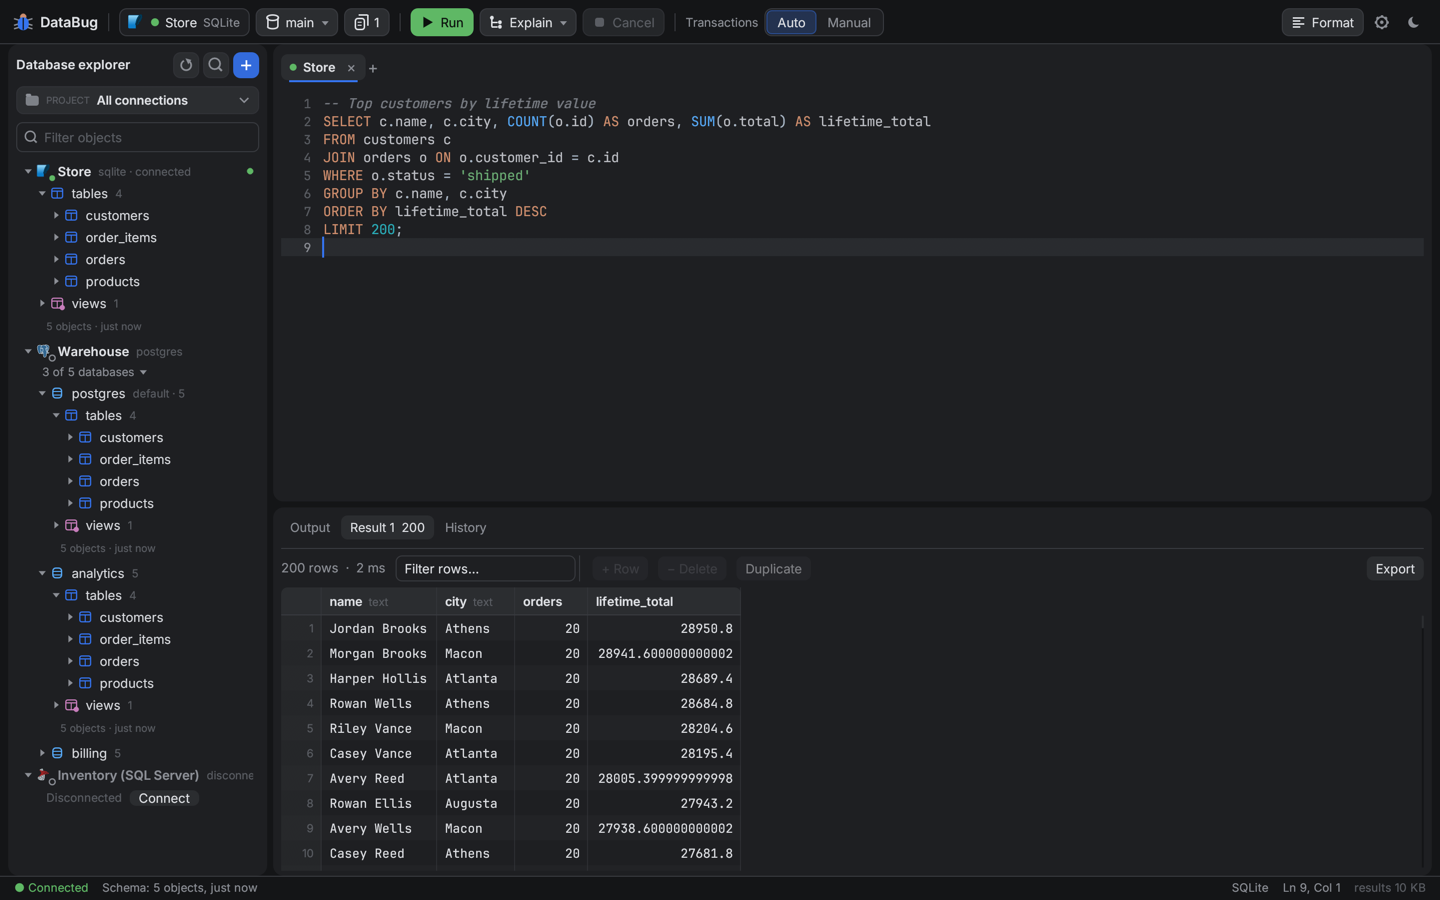 DataBug Store SQLite main 1 Run Explain Cancel Transactions Auto Manual Format
Database explorer
PROJECT All connections
Filter objects
Store sqlite · connected
tables 4
customers
order_items
orders
products
views 1
5 objects · just now
Warehouse postgres
3 of 5 databases
postgres default · 5
tables 4
customers
order_items
orders
products
views 1
5 objects · just now
analytics 5
tables 4
customers
order_items
orders
products
views 1
5 objects · just now
billing 5
Inventory (SQL Server) disconne
Disconnected Connect
Store × +
1 -- Top customers by lifetime value
2 SELECT c.name, c.city, COUNT(o.id) AS orders, SUM(o.total) AS lifetime_total
3 FROM customers c
4 JOIN orders o ON o.customer_id = c.id
5 WHERE o.status = 'shipped'
6 GROUP BY c.name, c.city
7 ORDER BY lifetime_total DESC
8 LIMIT 200;
9
Output Result 1 200 History
200 rows · 2 ms Filter rows... + Row − Delete Duplicate Export
name text city text orders lifetime_total
1 Jordan Brooks Athens 20 28950.8
2 Morgan Brooks Macon 20 28941.600000000002
3 Harper Hollis Atlanta 20 28689.4
4 Rowan Wells Athens 20 28684.8
5 Riley Vance Macon 20 28204.6
6 Casey Vance Atlanta 20 28195.4
7 Avery Reed Atlanta 20 28005.399999999998
8 Rowan Ellis Augusta 20 27943.2
9 Avery Wells Macon 20 27938.600000000002
10 Casey Reed Athens 20 27681.8
Connected Schema: 5 objects, just now SQLite Ln 9, Col 1 results 10 KB